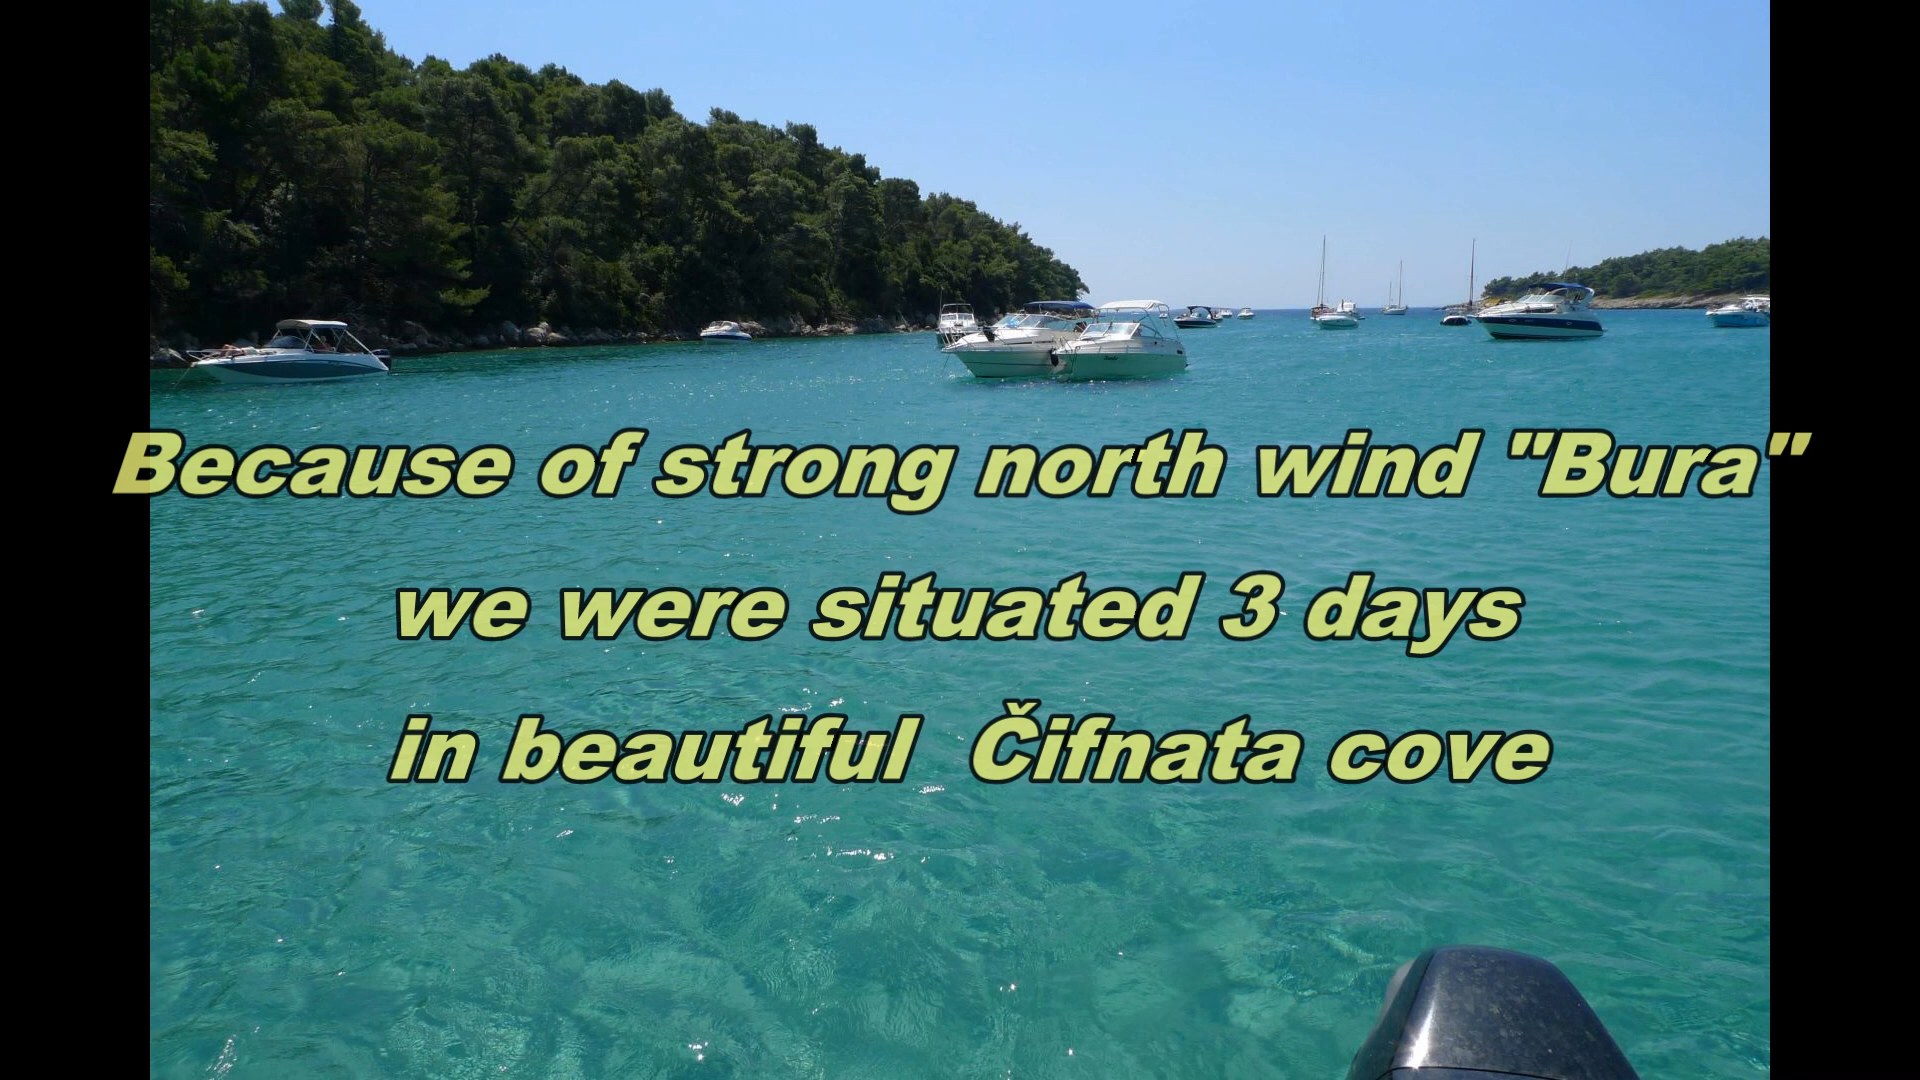 Because of strong north wind "Bura"
we were situated 3 days
in beautiful Čifnata cove